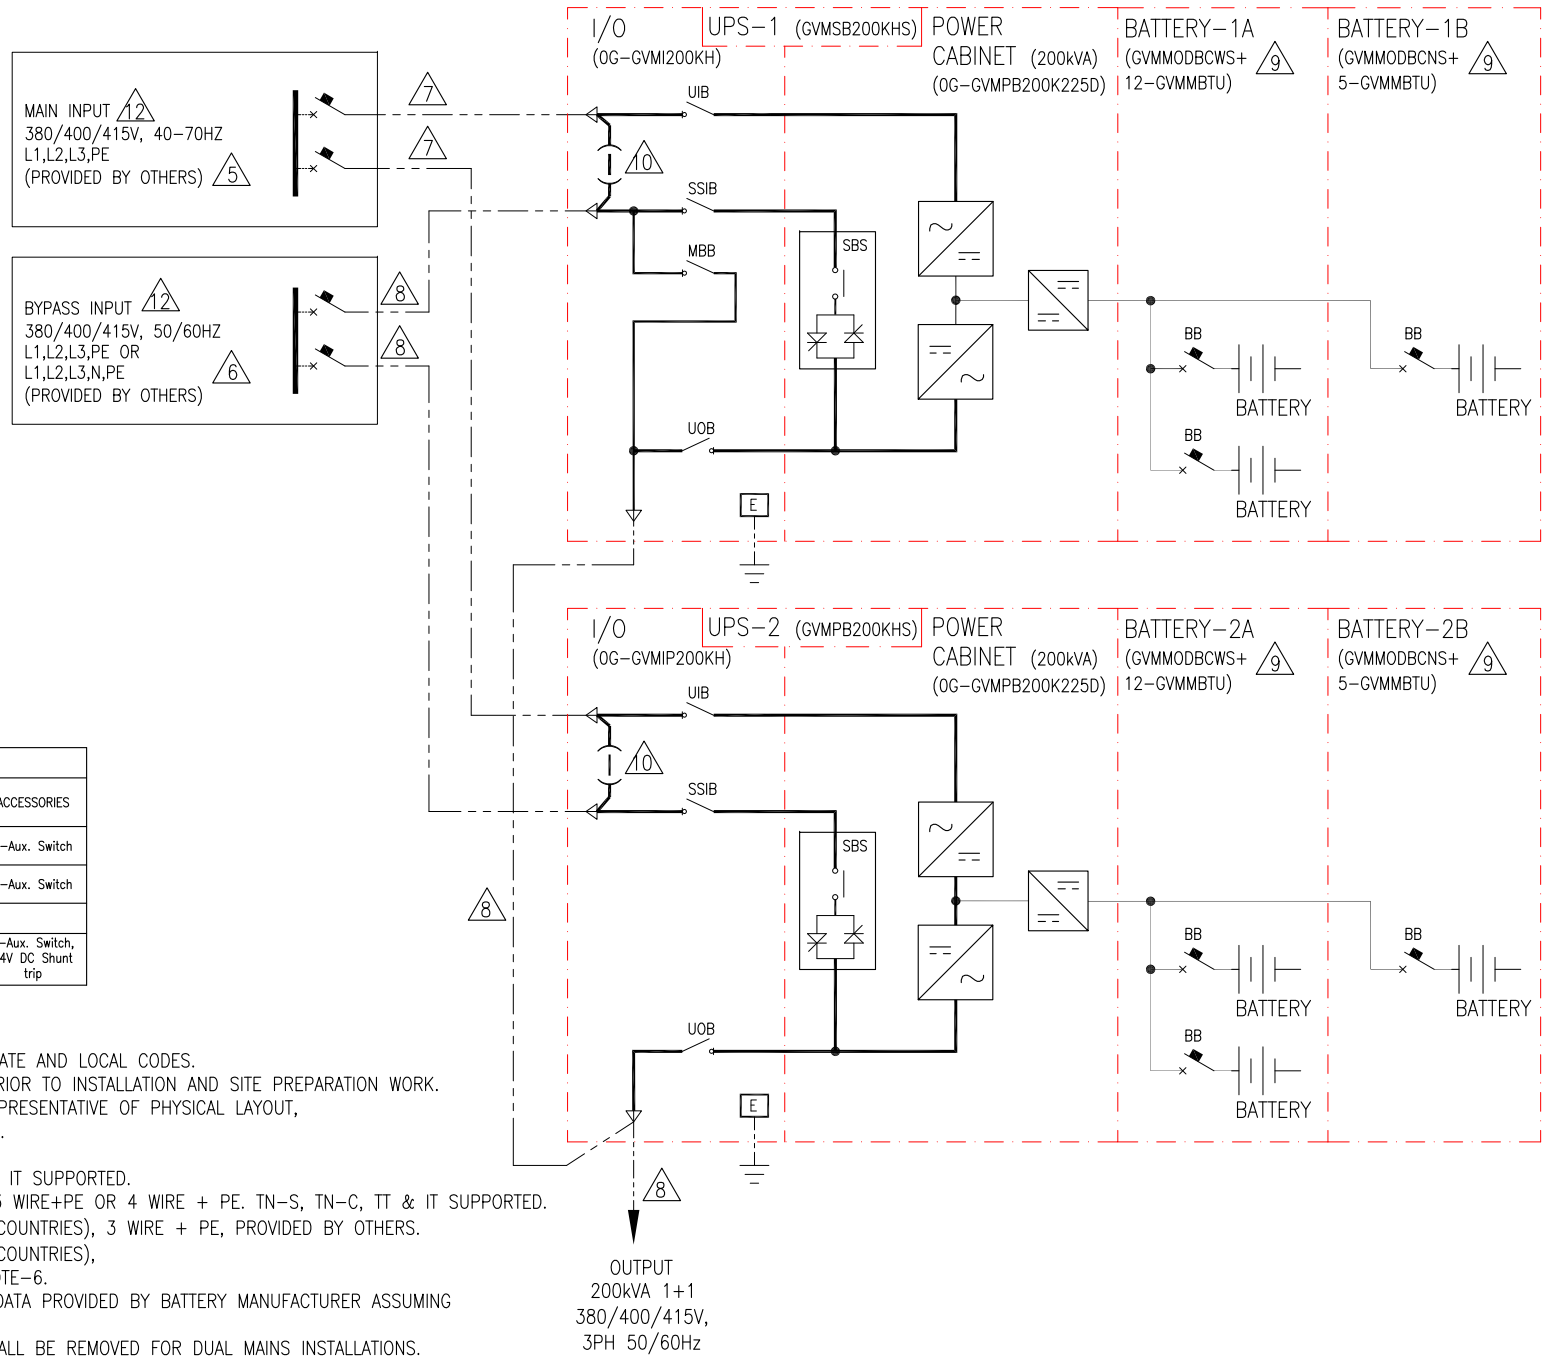 MAIN INPUT 12
380/400/415V, 40-70HZ
L1,L2,L3,PE
(PROVIDED BY OTHERS) 5
7
7
BYPASS INPUT 12
380/400/415V, 50/60HZ
L1,L2,L3,PE OR
L1,L2,L3,N,PE
6
(PROVIDED BY OTHERS)
8
8
I/O
(0G-GVMI200KH)
UPS-1 (GVMSB200KHS)
POWER
CABINET (200kVA)
(0G-GVMPB200K225D)
BATTERY-1A
(GVMMODBCWS+
12-GVMMBTU)
9
BATTERY-1B
(GVMMODBCNS+
5-GVMMBTU)
9
UIB
10
SSIB
MBB
SBS
UOB
E
BB
BATTERY
BB
BATTERY
BB
BATTERY
I/O
(0G-GVMIP200KH)
UPS-2 (GVMPB200KHS)
POWER
CABINET (200kVA)
(0G-GVMPB200K225D)
BATTERY-2A
(GVMMODBCWS+
12-GVMMBTU)
9
BATTERY-2B
(GVMMODBCNS+
5-GVMMBTU)
9
UIB
10
SSIB
SBS
UOB
E
BB
BATTERY
BB
BATTERY
BB
BATTERY
8
8
OUTPUT
200kVA 1+1
380/400/415V,
3PH 50/60Hz
ACCESSORIES
-Aux. Switch
-Aux. Switch
-Aux. Switch,
4V DC Shunt
trip
ATE AND LOCAL CODES.
RIOR TO INSTALLATION AND SITE PREPARATION WORK.
PRESENTATIVE OF PHYSICAL LAYOUT,
.
IT SUPPORTED.
WIRE+PE OR 4 WIRE + PE. TN-S, TN-C, TT & IT SUPPORTED.
COUNTRIES), 3 WIRE + PE, PROVIDED BY OTHERS.
COUNTRIES),
OTE-6.
DATA PROVIDED BY BATTERY MANUFACTURER ASSUMING
ALL BE REMOVED FOR DUAL MAINS INSTALLATIONS.